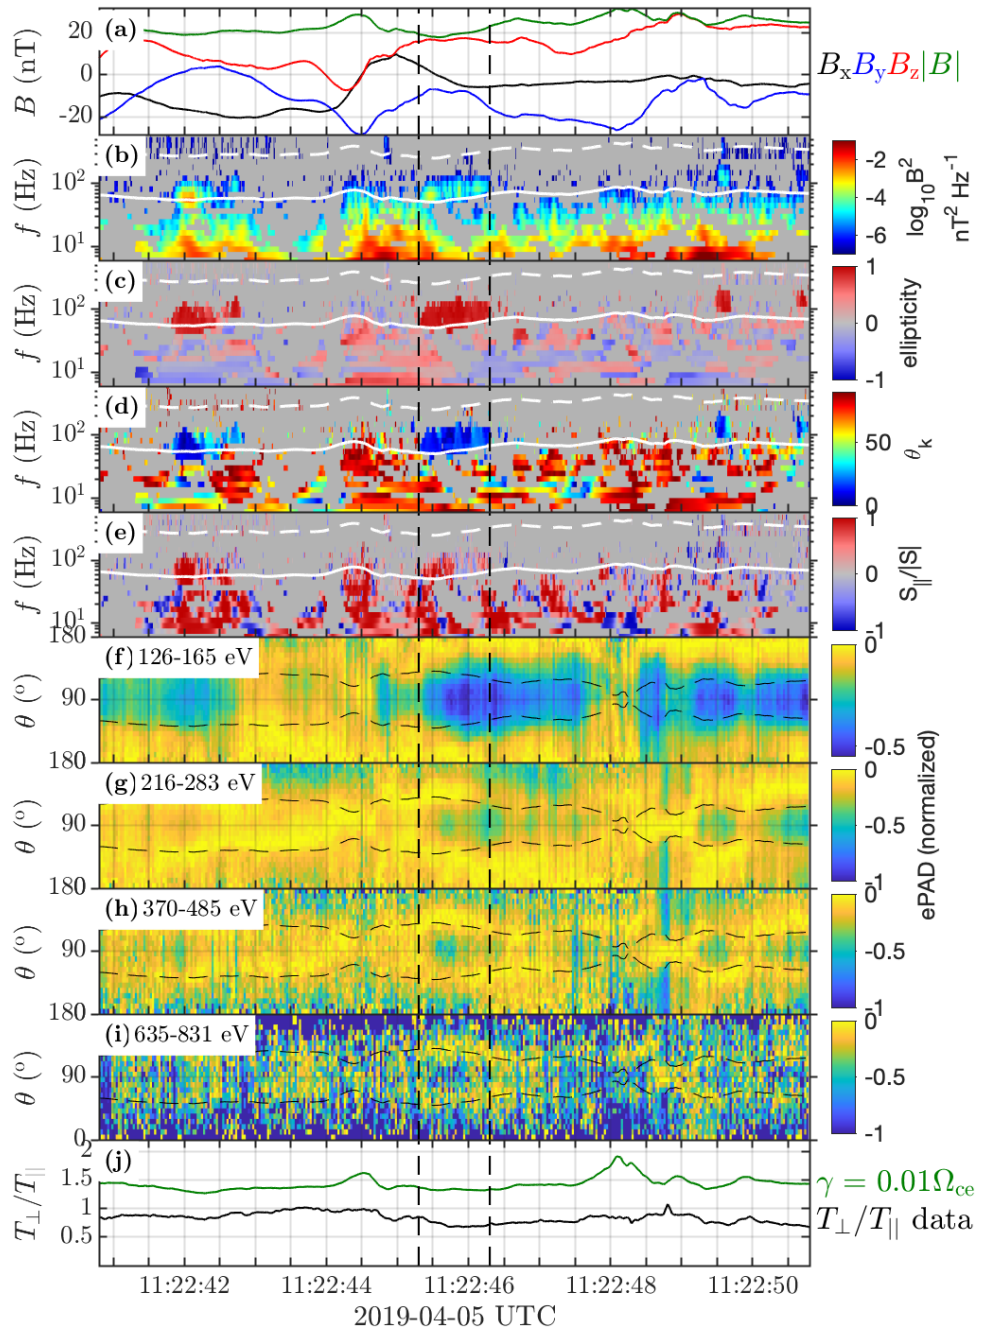 (a)
B (nT)
20
0
-20
BxByBz|B|
(b)
f (Hz)
10²
10¹
-2
-4
-6
log₁₀B²
nT² Hz⁻¹
(c)
f (Hz)
10²
10¹
1
0
-1
ellipticity
(d)
f (Hz)
10²
10¹
50
0
θk
(e)
f (Hz)
10²
10¹
1
0
-1
S||/|S|
180
(f) 126-165 eV
θ (°)
90
180
0
-0.5
(g) 216-283 eV
θ (°)
90
180
0
-0.5
-1
ePAD (normalized)
(h) 370-485 eV
θ (°)
90
180
0
-0.5
-1
(i) 635-831 eV
θ (°)
90
0
0
-0.5
-1
(j)
T⊥/T||
2
1.5
1
0.5
γ = 0.01Ωce
T⊥/T|| data
11:22:42 11:22:44 11:22:46 11:22:48 11:22:50
2019-04-05 UTC